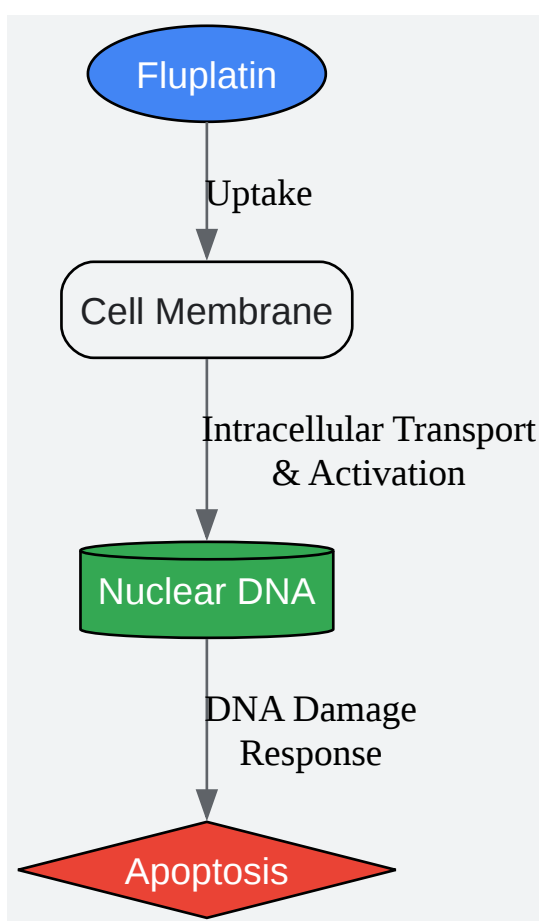 Fluplatin
Uptake
Cell Membrane
Intracellular Transport
& Activation
Nuclear DNA
DNA Damage
Response
Apoptosis